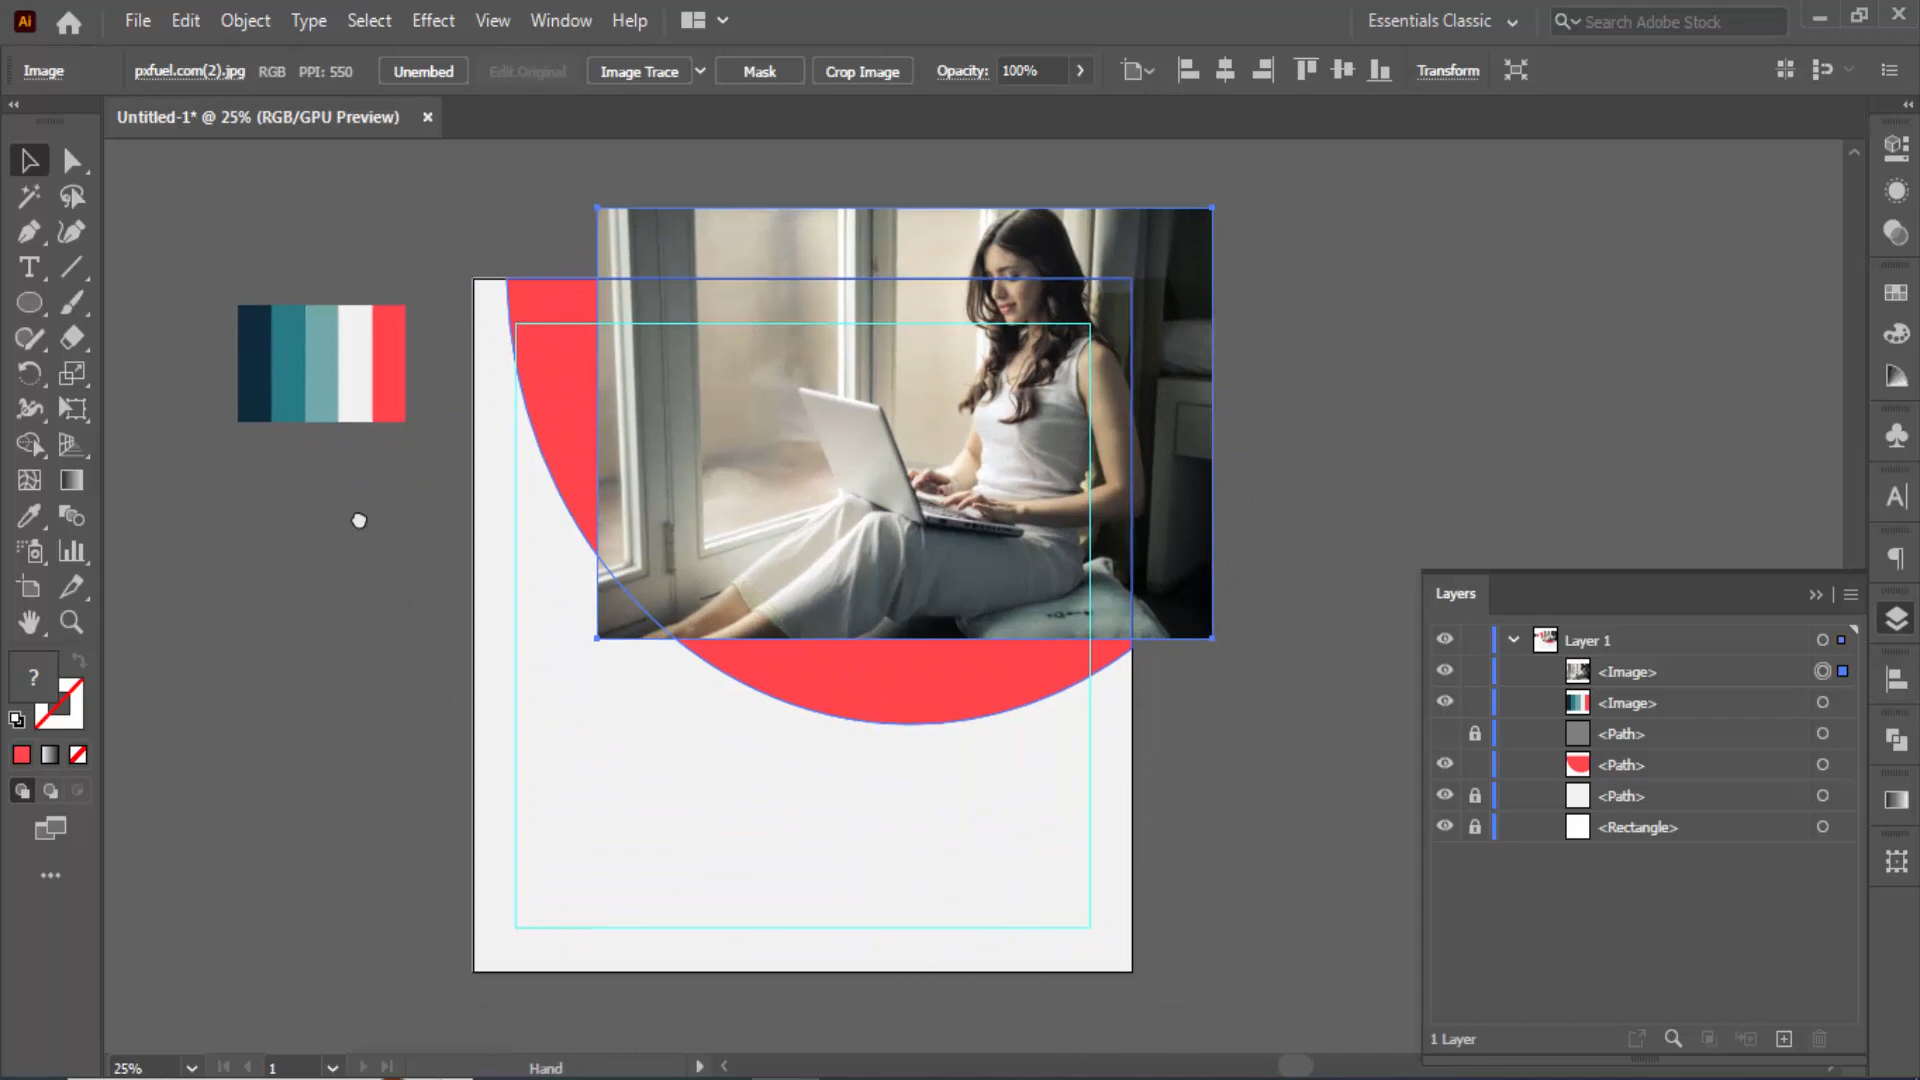 Ai File Edit Object Type Select Effect View Window Help Essentials Classic Search Adobe Stock
Image pxfuel.com(2).jpg RGB PPI: 550 Unembed Edit Original Image Trace Mask Crop Image Opacity: 100% Transform
Untitled-1* @ 25% (RGB/GPU Preview)
Layers
Layer 1
<Image>
<Image>
<Path>
<Path>
<Path>
<Rectangle>
?
1 Layer
25% 1 Hand